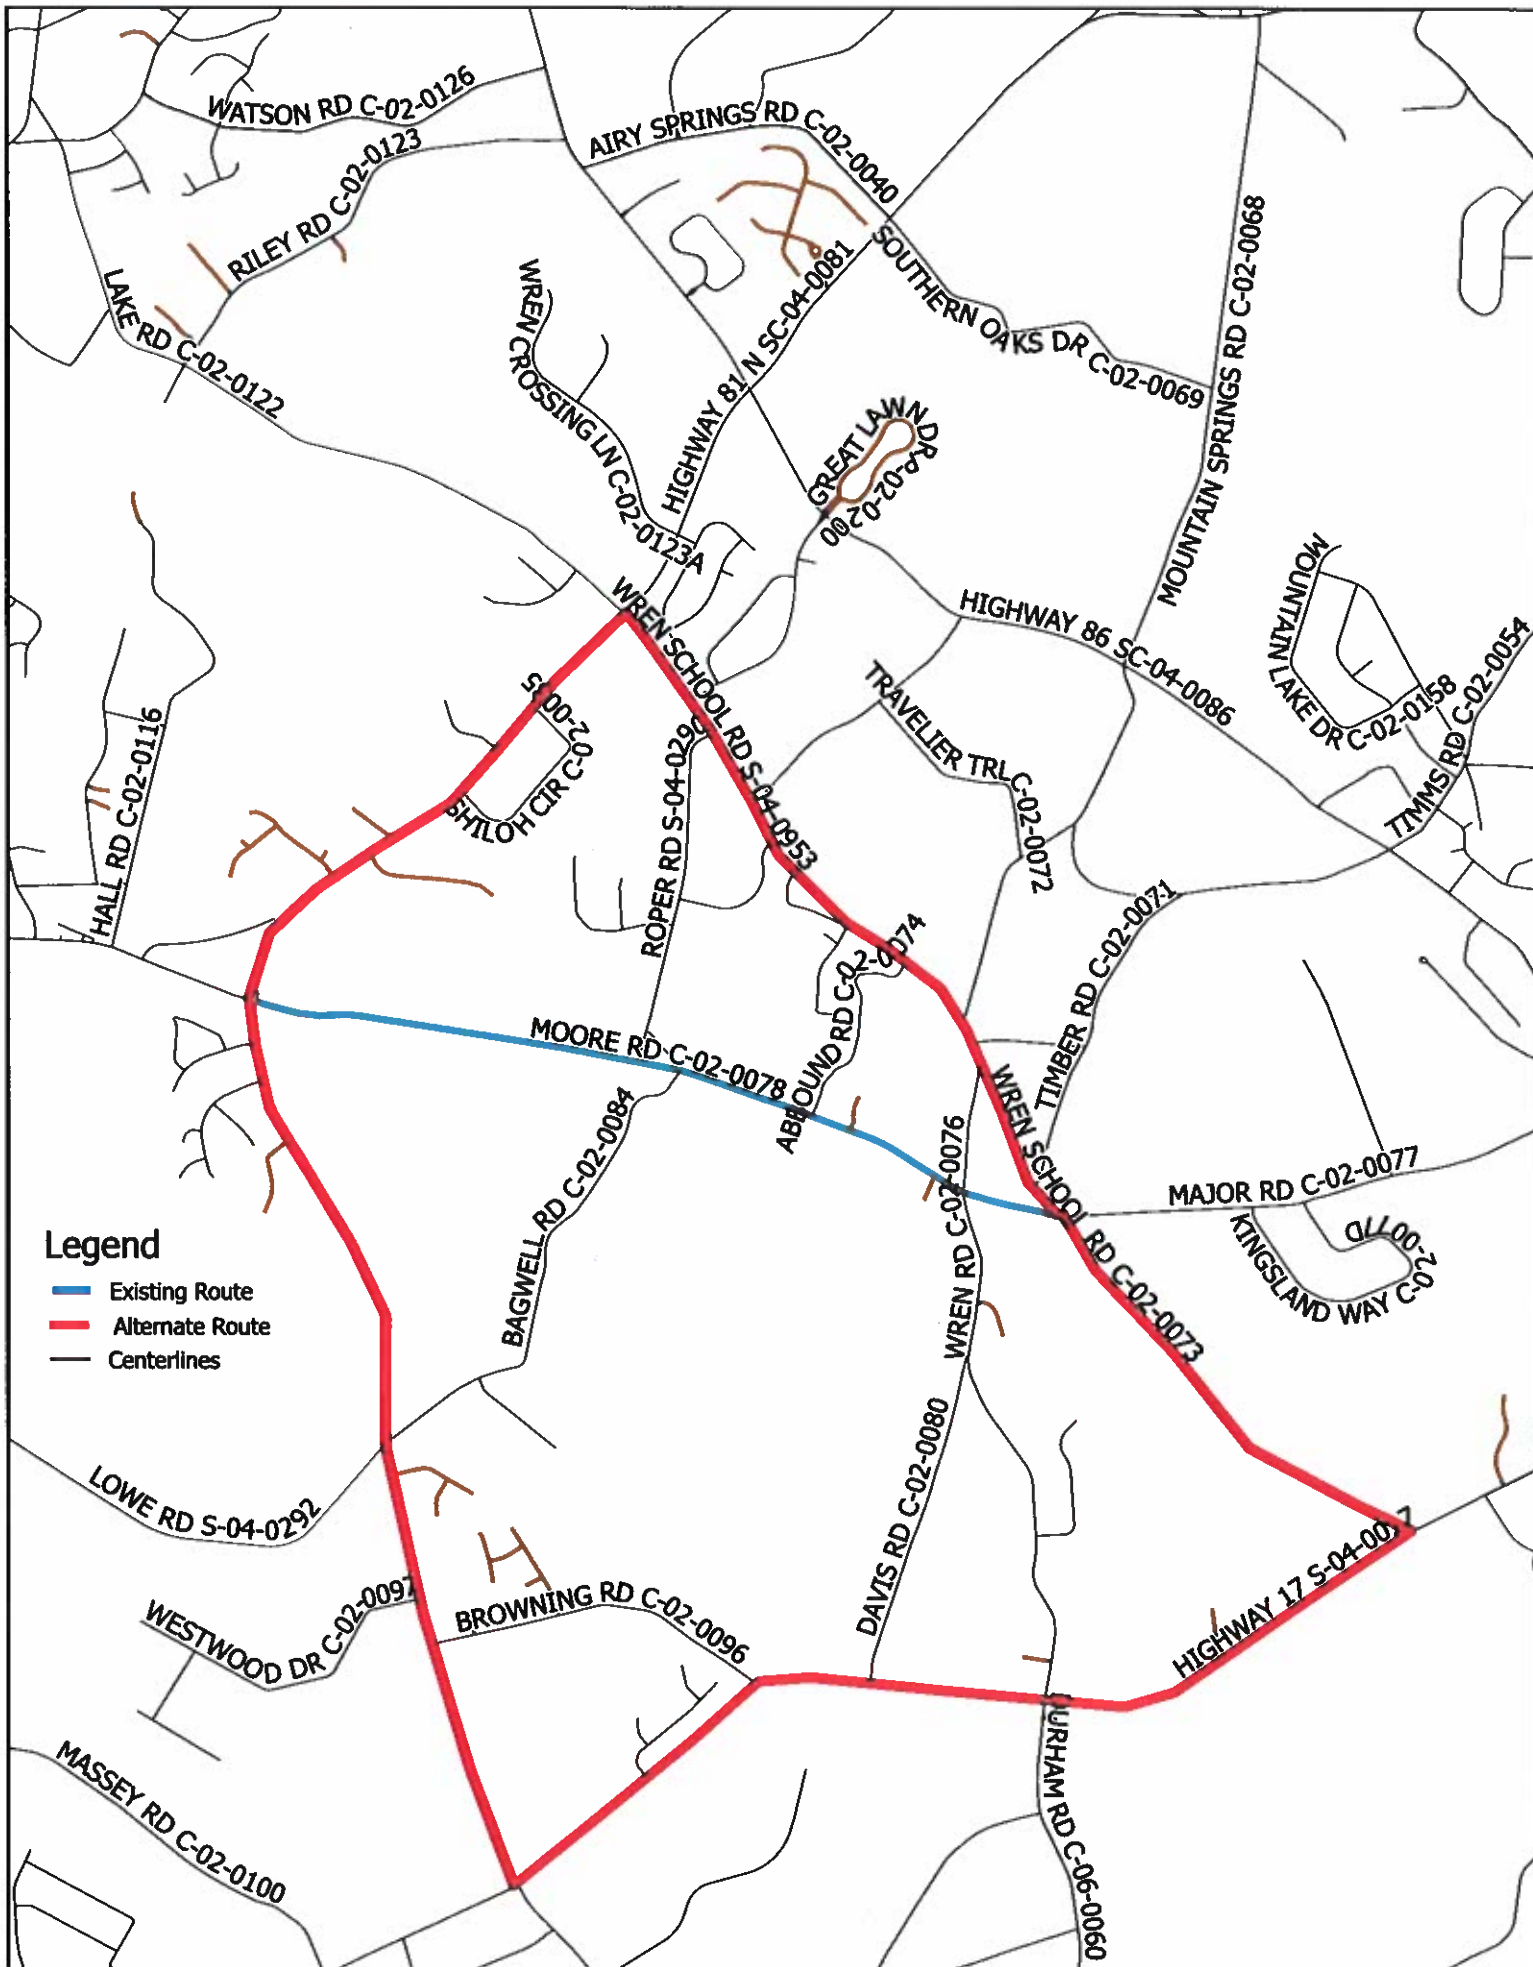 WATSON RD C-02-0126
AIRY SPRINGS RD C-02-0040
RILEY RD C-02-0123
LAKE RD C-02-0122
WREN CROSSING LN C-02-0123A
HIGHWAY 81 N SC-04-0081
SOUTHERN OAKS DR C-02-0069
MOUNTAIN SPRINGS RD C-02-0068
GREAT LAWN DR P-02-0200
WREN SCHOOL RD S-04-0953
HIGHWAY 86 SC-04-0086
MOUNTAIN LAKE DR C-02-0158
TIMMS RD C-02-0054
TRAVELIER TRL C-02-0072
SHILOH CIR C-02-0085
HALL RD C-02-0116
ROPER RD S-04-0290
ABBOUND RD C-02-0074
TIMBER RD C-02-0071
MOORE RD C-02-0078
BAGWELL RD C-02-0084
WREN RD C-02-0076
WREN SCHOOL RD C-02-0073
MAJOR RD C-02-0077
KINGSLAND WAY C-02-0077D
Legend
Existing Route
Alternate Route
Centerlines
LOWE RD S-04-0292
DAVIS RD C-02-0080
HIGHWAY 17 S-04-0017
WESTWOOD DR C-02-0097
BROWNING RD C-02-0096
MASSEY RD C-02-0100
DURHAM RD C-06-0060